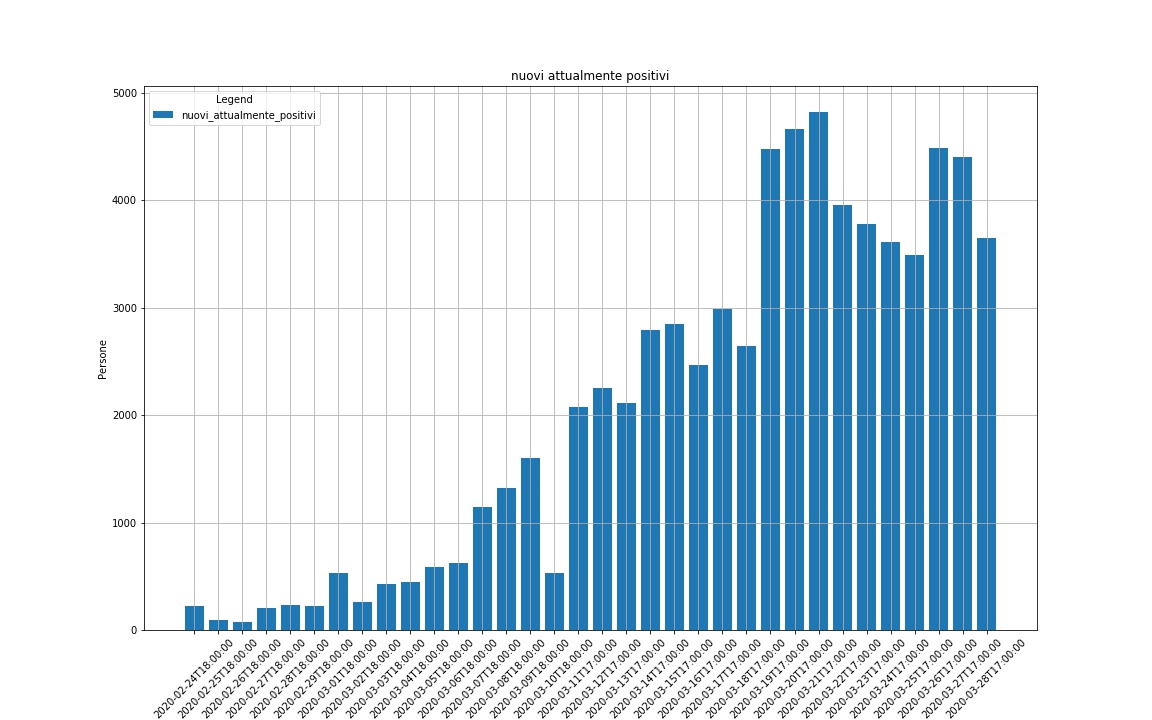 nuovi attualmente positivi
Legend
nuovi_attualmente_positivi
5000
4000
3000
2000
1000
0
Persone
2020-02-24T18:00:00
2020-02-25T18:00:00
2020-02-26T18:00:00
2020-02-27T18:00:00
2020-02-28T18:00:00
2020-02-29T18:00:00
2020-03-01T18:00:00
2020-03-02T18:00:00
2020-03-03T18:00:00
2020-03-04T18:00:00
2020-03-05T18:00:00
2020-03-06T18:00:00
2020-03-07T18:00:00
2020-03-08T18:00:00
2020-03-09T18:00:00
2020-03-10T18:00:00
2020-03-11T17:00:00
2020-03-12T17:00:00
2020-03-13T17:00:00
2020-03-14T17:00:00
2020-03-15T17:00:00
2020-03-16T17:00:00
2020-03-17T17:00:00
2020-03-18T17:00:00
2020-03-19T17:00:00
2020-03-20T17:00:00
2020-03-21T17:00:00
2020-03-22T17:00:00
2020-03-23T17:00:00
2020-03-24T17:00:00
2020-03-25T17:00:00
2020-03-26T17:00:00
2020-03-27T17:00:00
2020-03-28T17:00:00